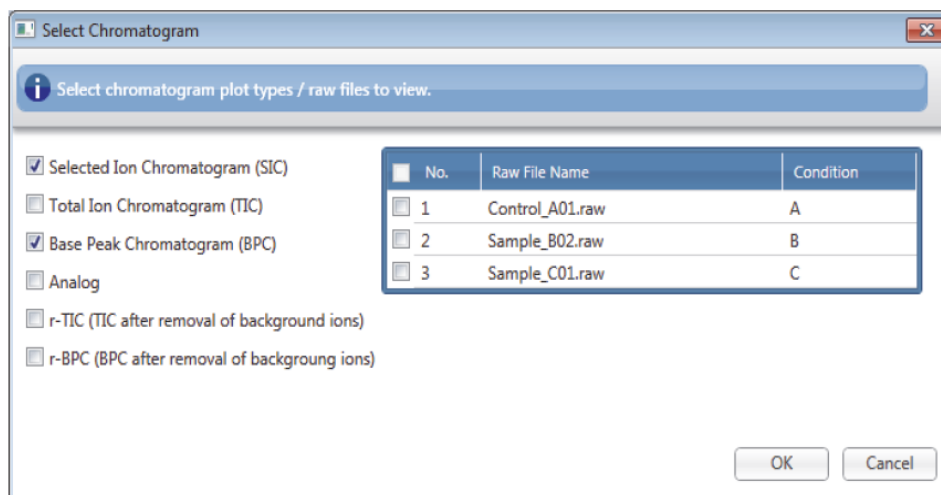 Select Chromatogram
Select chromatogram plot types / raw files to view.
Selected Ion Chromatogram (SIC)
Total Ion Chromatogram (TIC)
Base Peak Chromatogram (BPC)
Analog
r-TIC (TIC after removal of background ions)
r-BPC (BPC after removal of backgroung ions)
No. Raw File Name Condition
1 Control_A01.raw A
2 Sample_B02.raw B
3 Sample_C01.raw C
OK Cancel